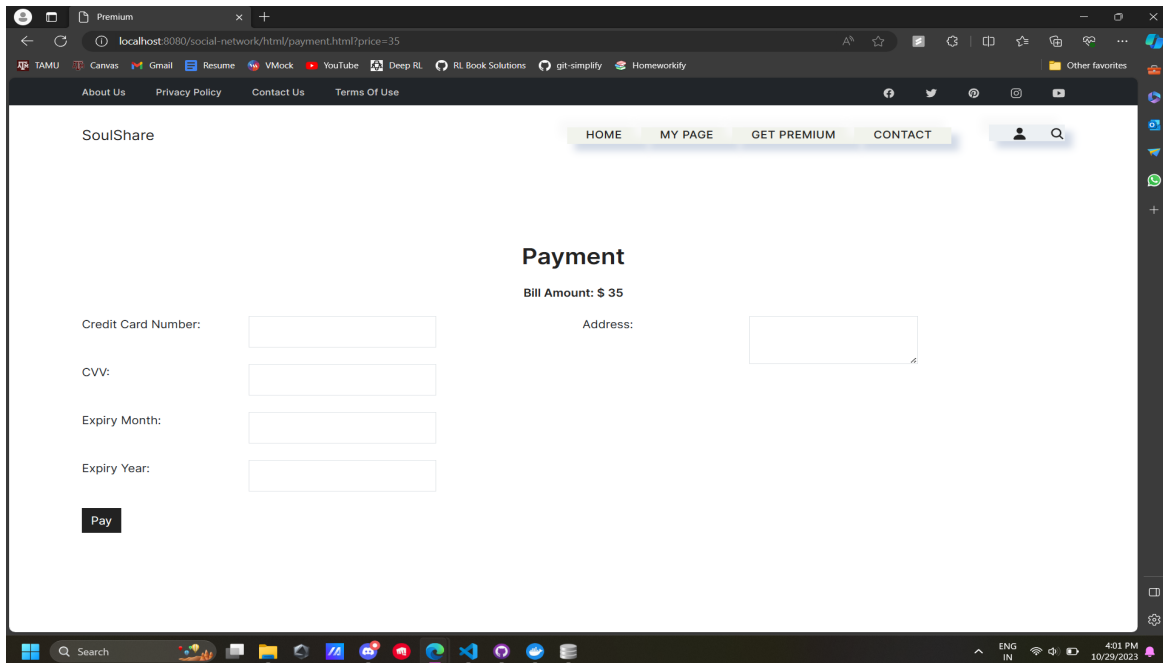 Premium
localhost:8080/social-network/html/payment.html?price=35
TAMU Canvas Gmail Resume VMock YouTube Deep RL RL Book Solutions git-simplify Homeworkify Other favorites
About Us Privacy Policy Contact Us Terms Of Use
SoulShare HOME MY PAGE GET PREMIUM CONTACT
Payment
Bill Amount: $ 35
Credit Card Number: Address:
CVV:
Expiry Month:
Expiry Year:
Pay
Search ENG 4:01 PM
IN 10/29/2023